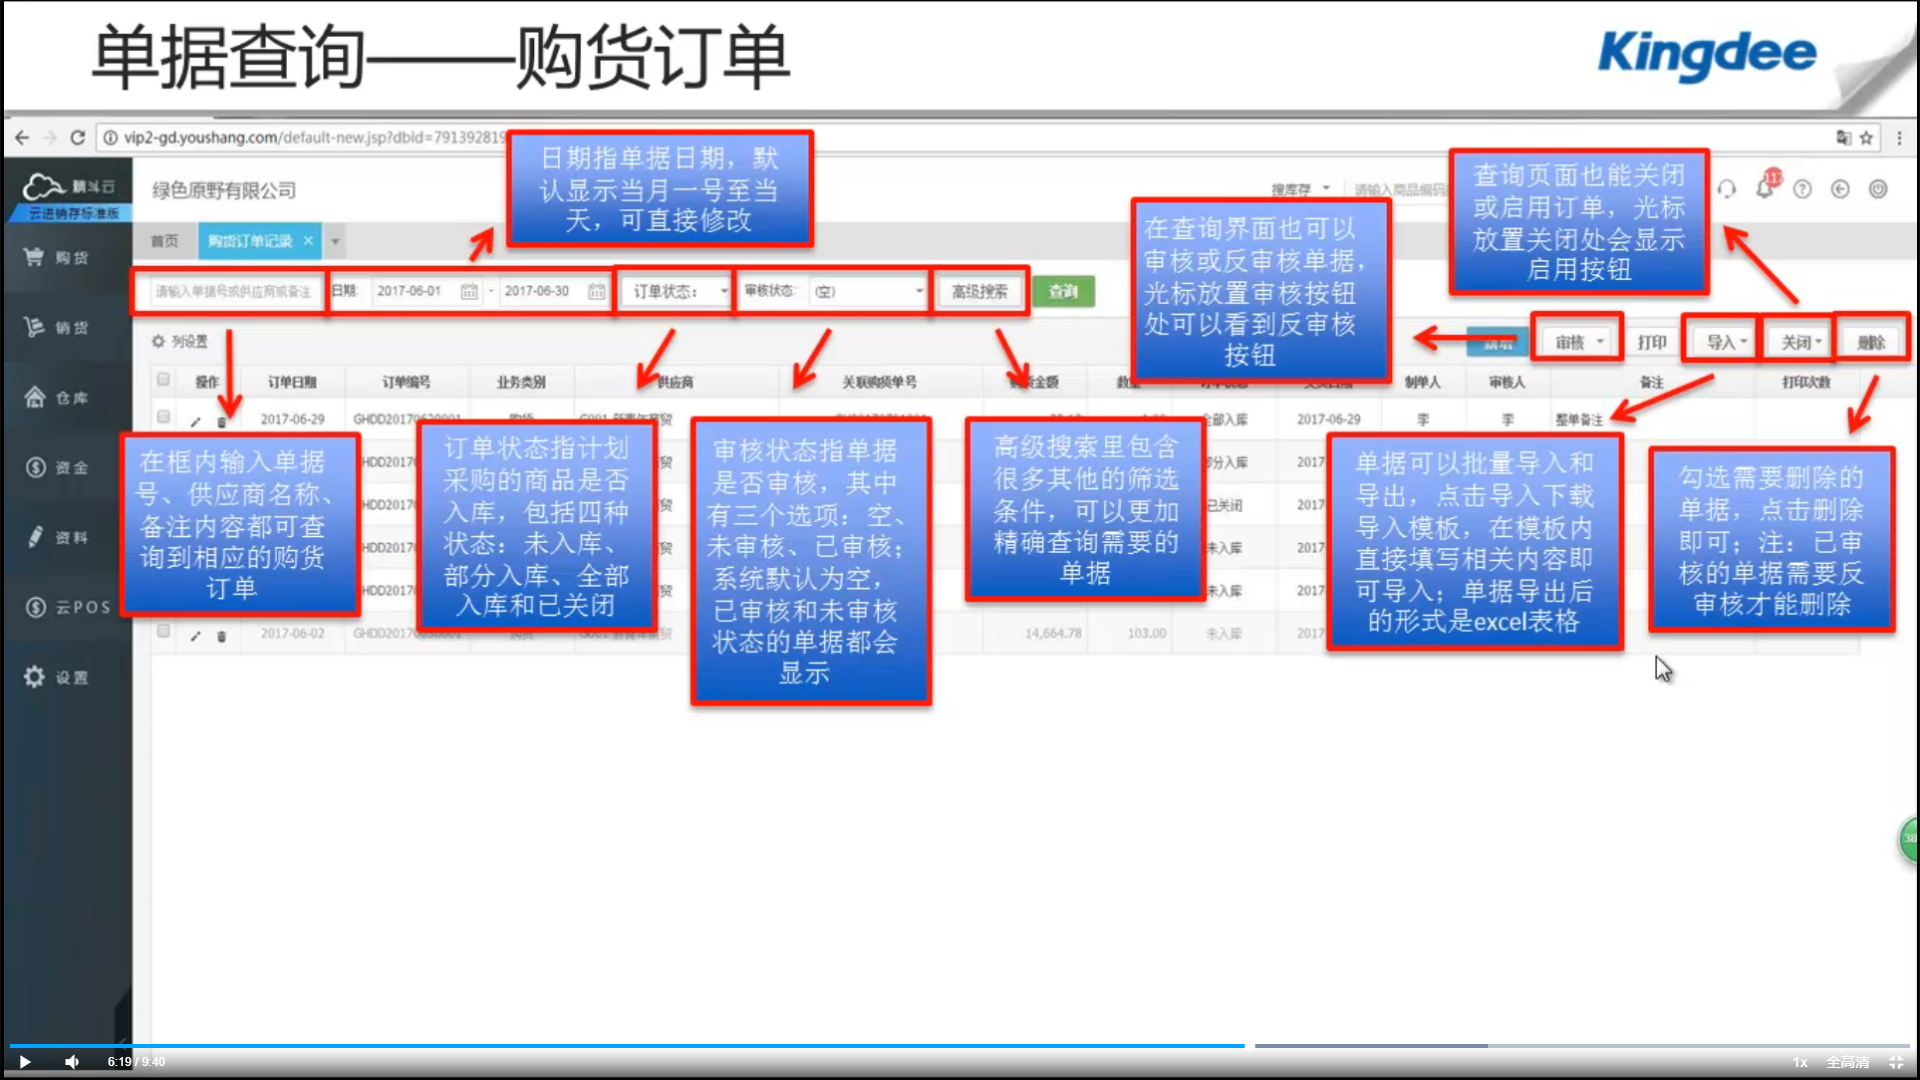 单据查询——购货订单
Kingdee
vip2-gd.youshang.com/default-new.jsp?dbid=791392819
精斗云
云进销存标准版
绿色原野有限公司
搜库存
请输入商品编码
117
首页
购货订单记录
日期指单据日期，默
认显示当月一号至当
天，可直接修改
在查询界面也可以
审核或反审核单据，
光标放置审核按钮
处可以看到反审核
按钮
查询页面也能关闭
或启用订单，光标
放置关闭处会显示
启用按钮
购货
销货
仓库
资金
资料
云POS
设置
请输入单据号或供应商或备注
日期:
2017-06-01
-
2017-06-30
订单状态：
审核状态:
(空)
高级搜索
查询
列设置
新增
审核
打印
导入
关闭
删除
操作
订单日期
订单编号
业务类别
供应商
关联购货单号
购货金额
数量
制单人
审核人
备注
打印次数
2017-06-29
GHDD20170629001
全部入库
2017-06-29
李
李
整单备注
部分入库
2017
已关闭
2017
未入库
2017
未入库
2017
2017-06-02
14,664.78
103.00
未入库
2017
在框内输入单据
号、供应商名称、
备注内容都可查
询到相应的购货
订单
订单状态指计划
采购的商品是否
入库，包括四种
状态：未入库、
部分入库、全部
入库和已关闭
审核状态指单据
是否审核，其中
有三个选项：空、
未审核、已审核；
系统默认为空，
已审核和未审核
状态的单据都会
显示
高级搜索里包含
很多其他的筛选
条件，可以更加
精确查询需要的
单据
单据可以批量导入和
导出，点击导入下载
导入模板，在模板内
直接填写相关内容即
可导入；单据导出后
的形式是excel表格
勾选需要删除的
单据，点击删除
即可；注：已审
核的单据需要反
审核才能删除
38
6:19 / 9:40
1x
全高清